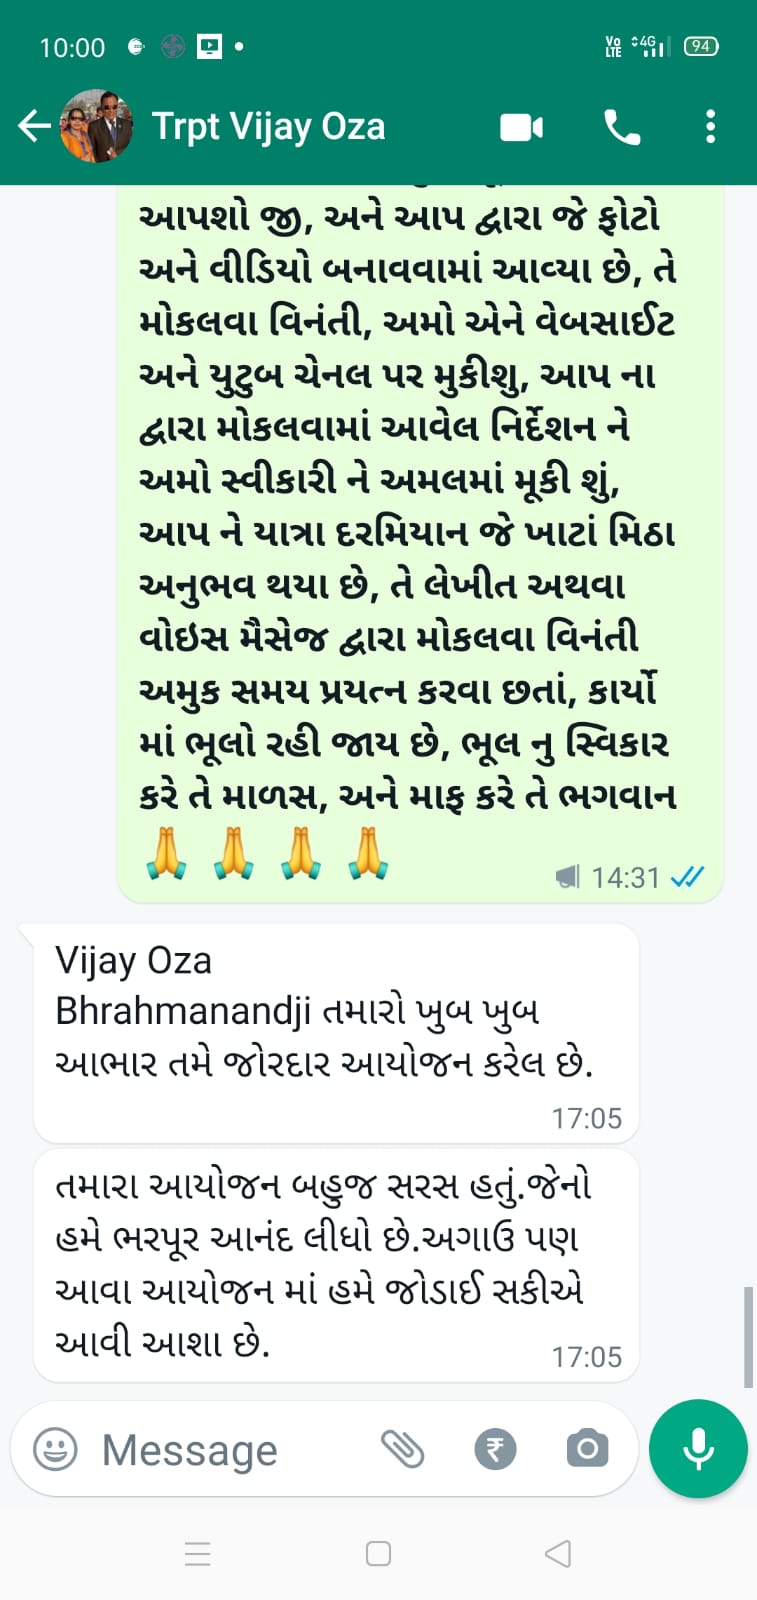 10:00
Vo LTE 4G 94
Trpt Vijay Oza
આપશો જી, અને આપ દ્વારા જે ફોટો
અને વીડિયો બનાવવામાં આવ્યા છે, તે
મોકલવા વિનંતી, અમો એને વેબસાઈટ
અને યુટુબ ચેનલ પર મુકીશુ, આપ ના
દ્વારા મોકલવામાં આવેલ નિર્દેશન ને
અમો સ્વીકારી ને અમલમાં મૂકી શું,
આપ ને યાત્રા દરમિયાન જે ખાટાં મિઠા
અનુભવ થયા છે, તે લેખીત અથવા
વોઇસ મૈસેજ દ્વારા મોકલવા વિનંતી
અમુક સમય પ્રયત્ન કરવા છતાં, કાર્યો
માં ભૂલો રહી જાય છે, ભૂલ નુ સ્વિકાર
કરે તે માળસ, અને માફ કરે તે ભગવાન
🙏 🙏 🙏 🙏
14:31
Vijay Oza
Bhrahmanandji તમારો ખુબ ખુબ
આભાર તમે જોરદાર આયોજન કરેલ છે.
17:05
તમારા આયોજન બહુજ સરસ હતું.જેનો
હમે ભરપૂર આનંદ લીધો છે.અગાઉ પણ
આવા આયોજન માં હમે જોડાઈ સકીએ
આવી આશા છે.
17:05
Message